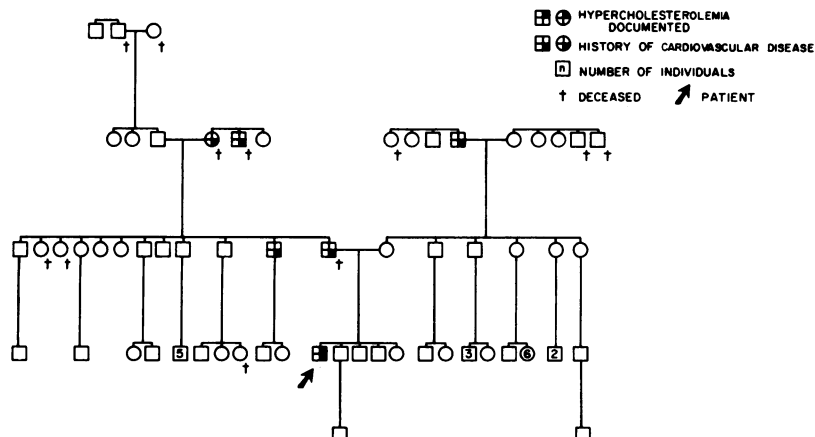 HYPERCHOLESTEROLEMIA
DOCUMENTED
HISTORY OF CARDIOVASCULAR DISEASE
n NUMBER OF INDIVIDUALS
† DECEASED PATIENT
† †
† † † † †
† † †
5 3 6 2
†